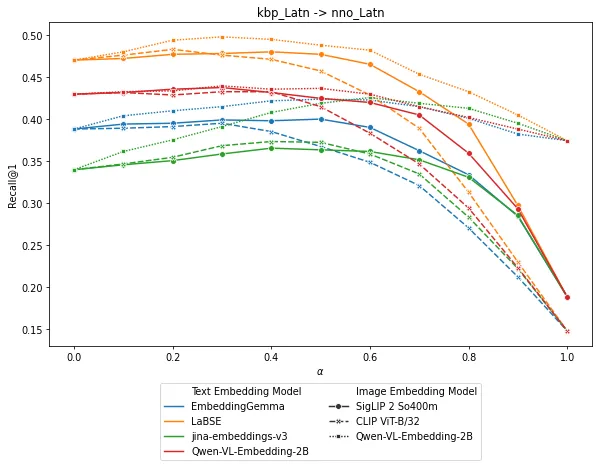 kbp_Latn -> nno_Latn
Recall@1
0.50
0.45
0.40
0.35
0.30
0.25
0.20
0.15
0.0
0.2
0.4
0.6
0.8
1.0
α
Text Embedding Model
EmbeddingGemma
LaBSE
jina-embeddings-v3
Qwen-VL-Embedding-2B
Image Embedding Model
SigLIP 2 So400m
CLIP ViT-B/32
Qwen-VL-Embedding-2B